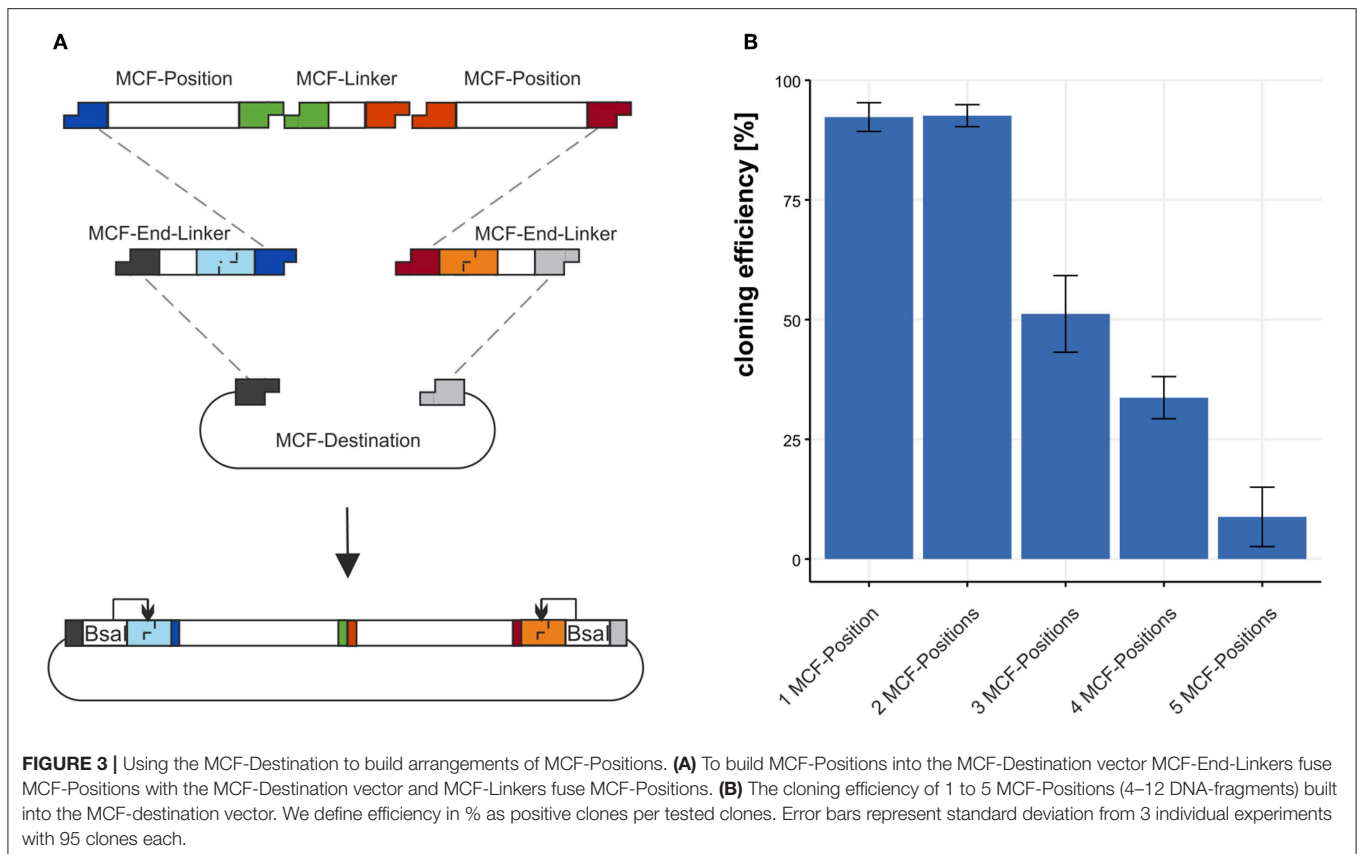 A
MCF-Position
MCF-Linker
MCF-Position
MCF-End-Linker
MCF-End-Linker
MCF-Destination
BsaI
BsaI
B
cloning efficiency [%]
100
75
50
25
0
1 MCF-Position
2 MCF-Positions
3 MCF-Positions
4 MCF-Positions
5 MCF-Positions
FIGURE 3 | Using the MCF-Destination to build arrangements of MCF-Positions. (A) To build MCF-Positions into the MCF-Destination vector MCF-End-Linkers fuse
MCF-Positions with the MCF-Destination vector and MCF-Linkers fuse MCF-Positions. (B) The cloning efficiency of 1 to 5 MCF-Positions (4–12 DNA-fragments) built
into the MCF-destination vector. We define efficiency in % as positive clones per tested clones. Error bars represent standard deviation from 3 individual experiments
with 95 clones each.